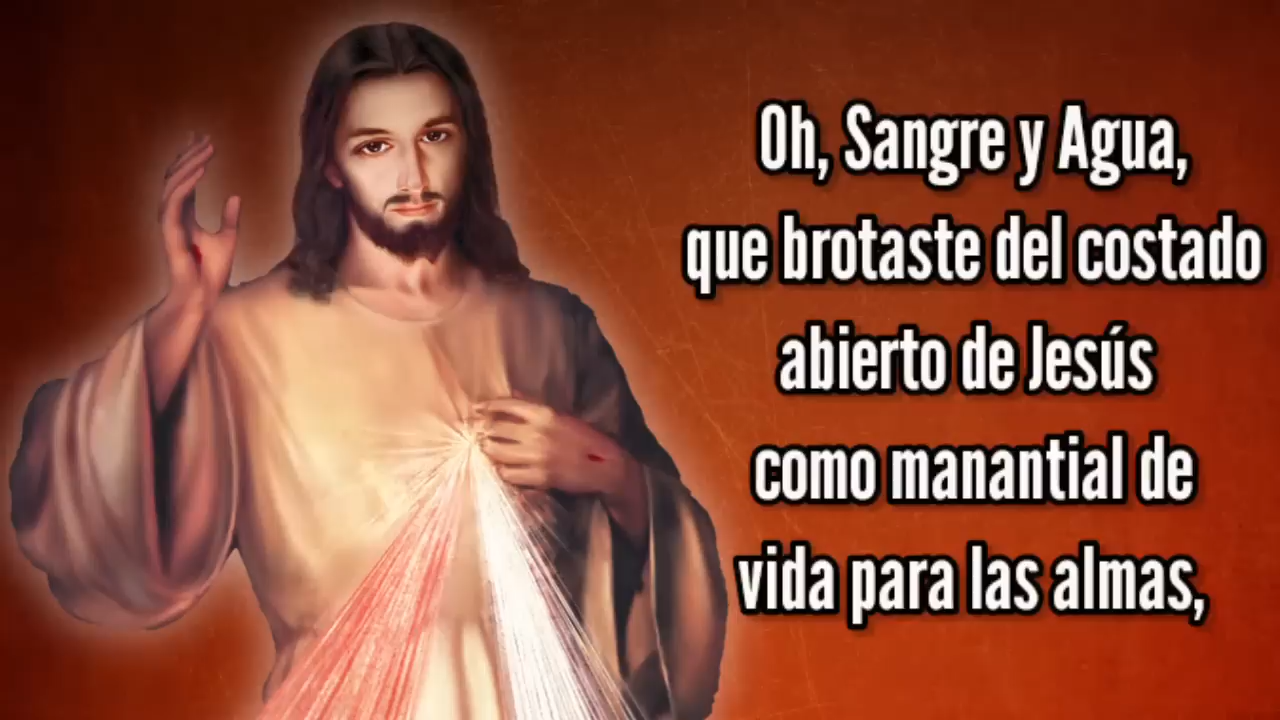 Oh, Sangre y Agua,
que brotaste del costado
abierto de Jesús
como manantial de
vida para las almas,